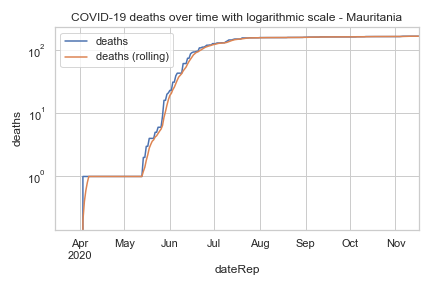 COVID-19 deaths over time with logarithmic scale - Mauritania
deaths
deaths (rolling)
10²
10¹
10⁰
deaths
Apr
2020
May
Jun
Jul
Aug
Sep
Oct
Nov
dateRep